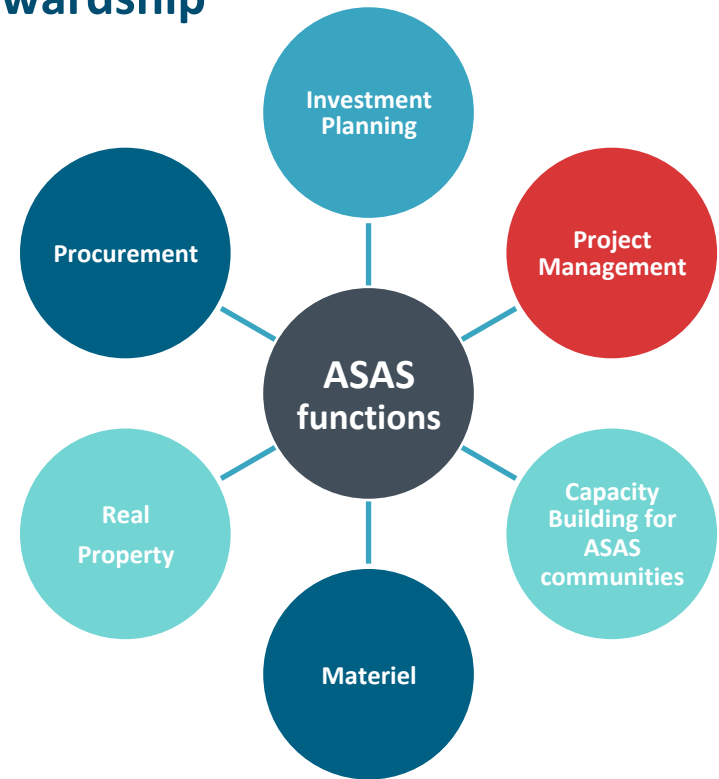 wardship
Investment
Planning
Procurement
Project
Management
ASAS
functions
Real
Property
Capacity
Building for
ASAS
communities
Materiel